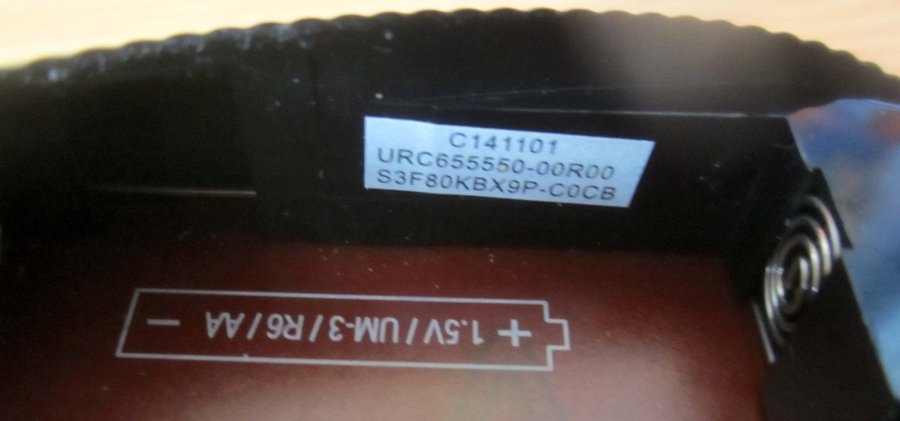 C141101
URC655550-00R00
S3F80KBX9P-C0CB
+ 1.5V/UM-3/R6/AA −